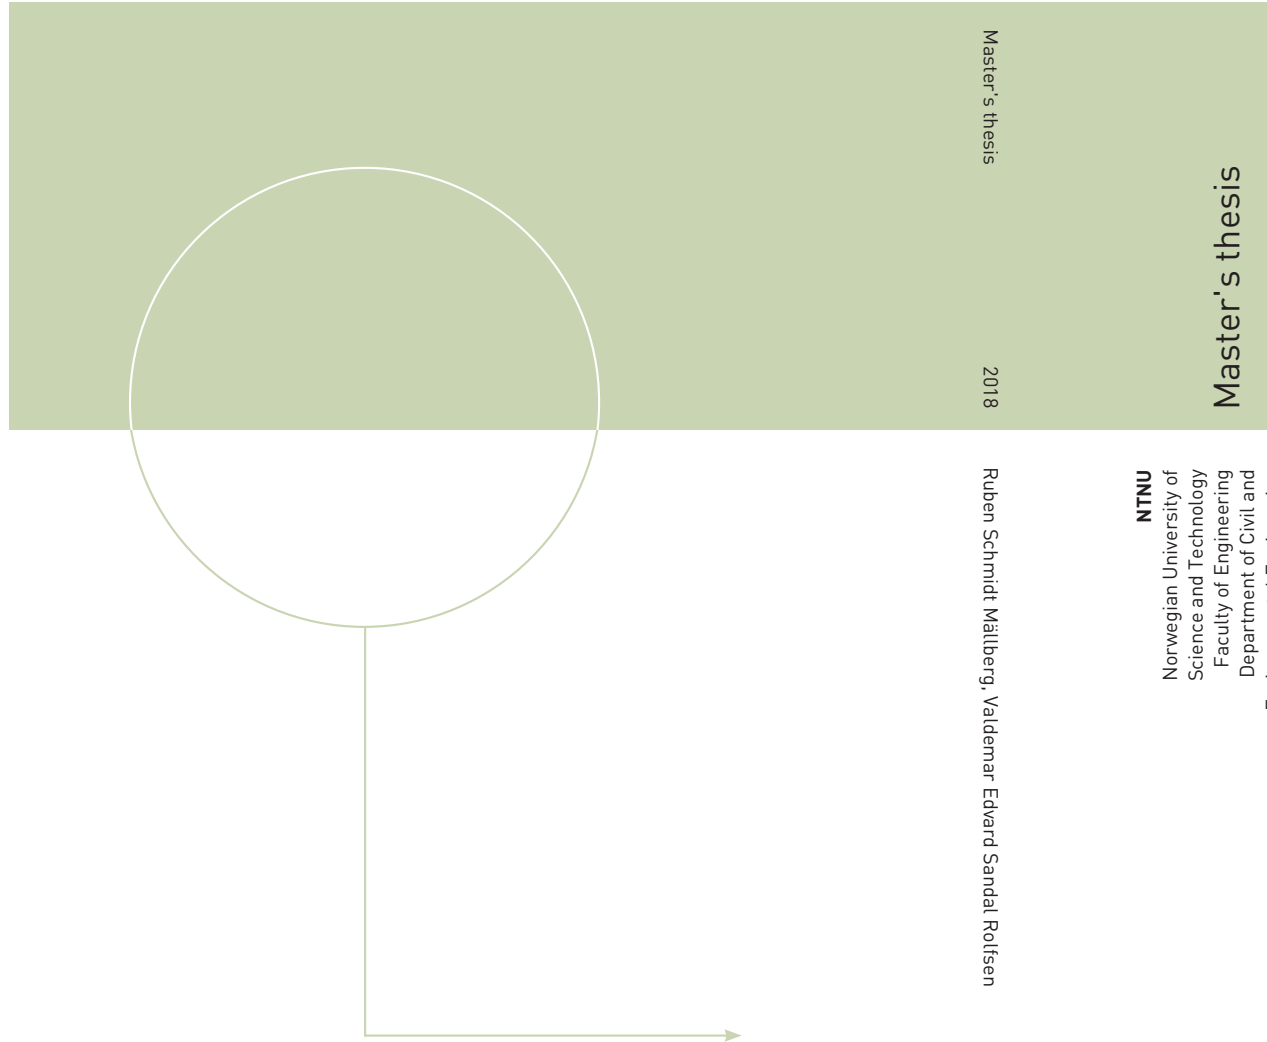 Master's thesis
2018
Ruben Schmidt Mällberg, Valdemar Edvard Sandal Rolfsen
Master's thesis
NTNU
Norwegian University of
Science and Technology
Faculty of Engineering
Department of Civil and